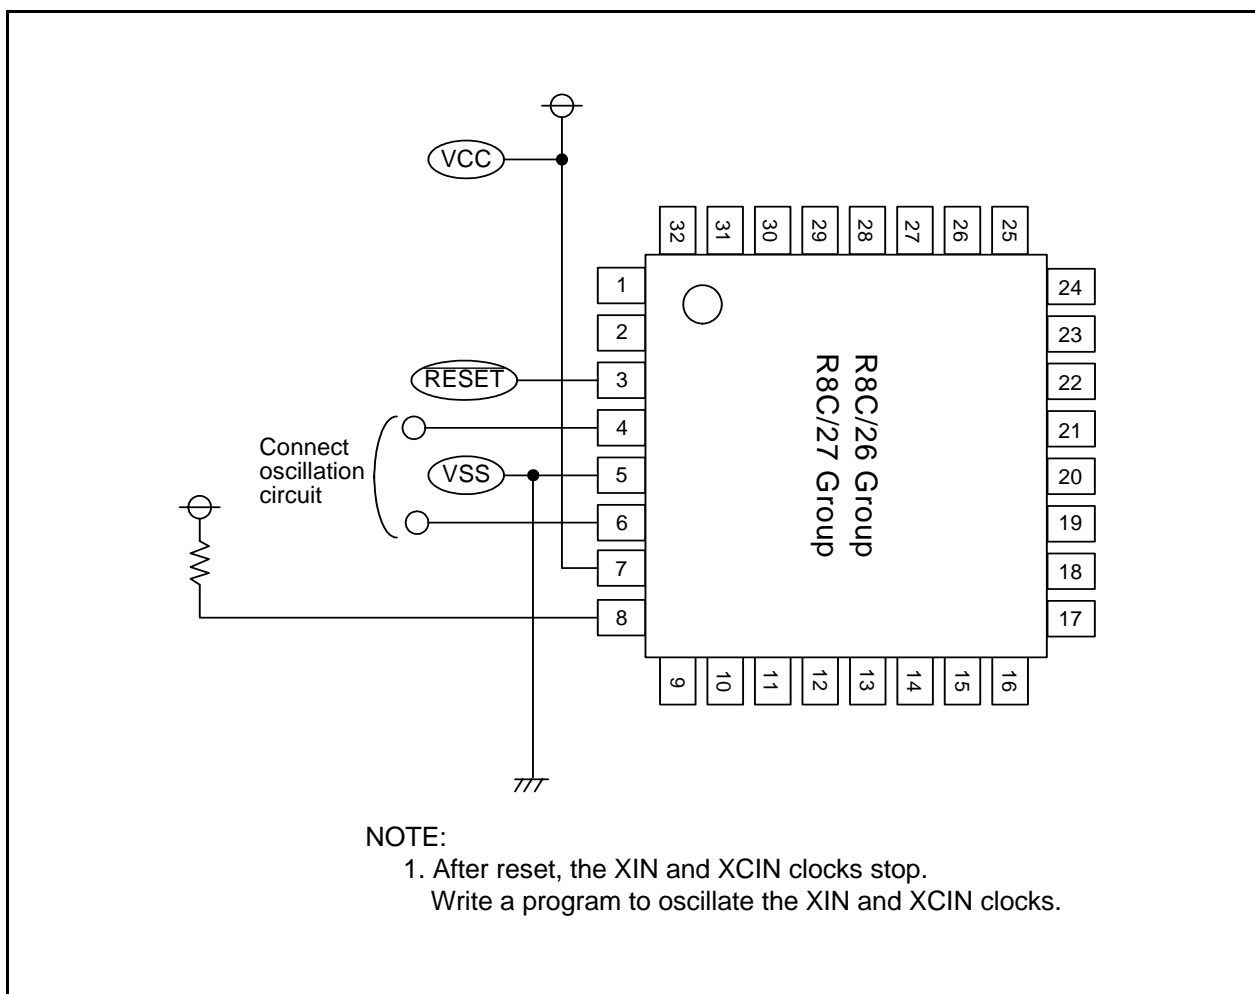 VCC
32
31
30
29
28
27
26
25
1
2
3
4
5
6
7
8
RESET
Connect
oscillation
circuit
VSS
R8C/26 Group
R8C/27 Group
24
23
22
21
20
19
18
17
9
10
11
12
13
14
15
16
NOTE:
1. After reset, the XIN and XCIN clocks stop.
Write a program to oscillate the XIN and XCIN clocks.